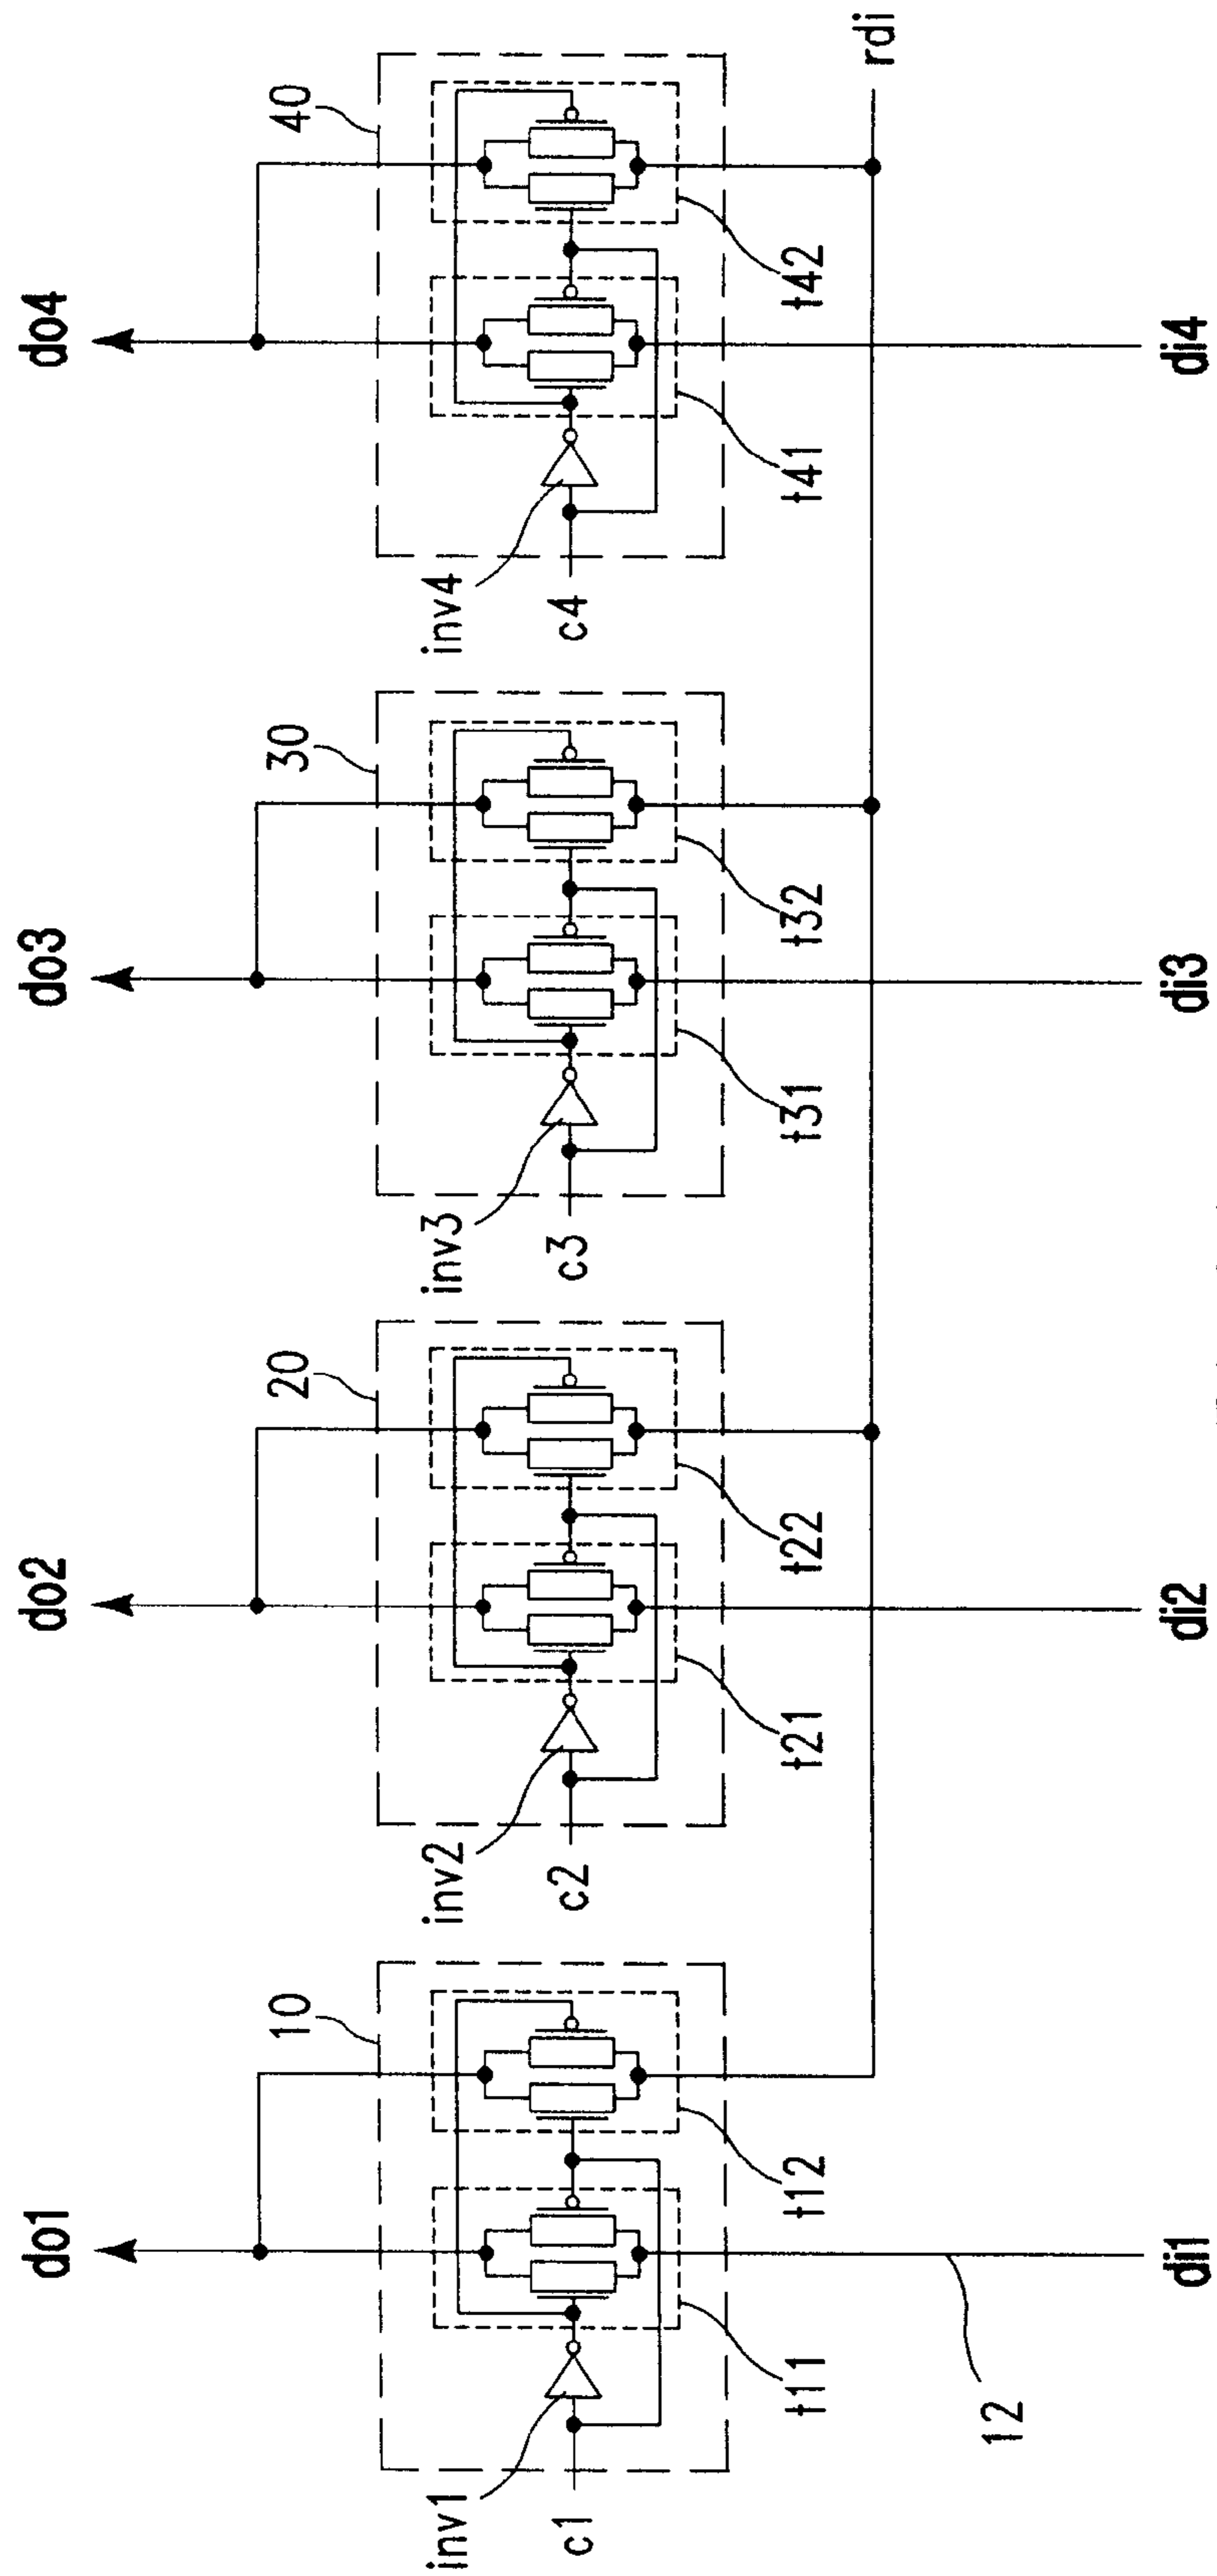 do1
do2
do3
do4
10
20
30
40
inv1
inv2
inv3
inv4
c1
c2
c3
c4
t11
t12
t21
t22
t31
t32
t41
t42
rdi
12
di1
di2
di3
di4